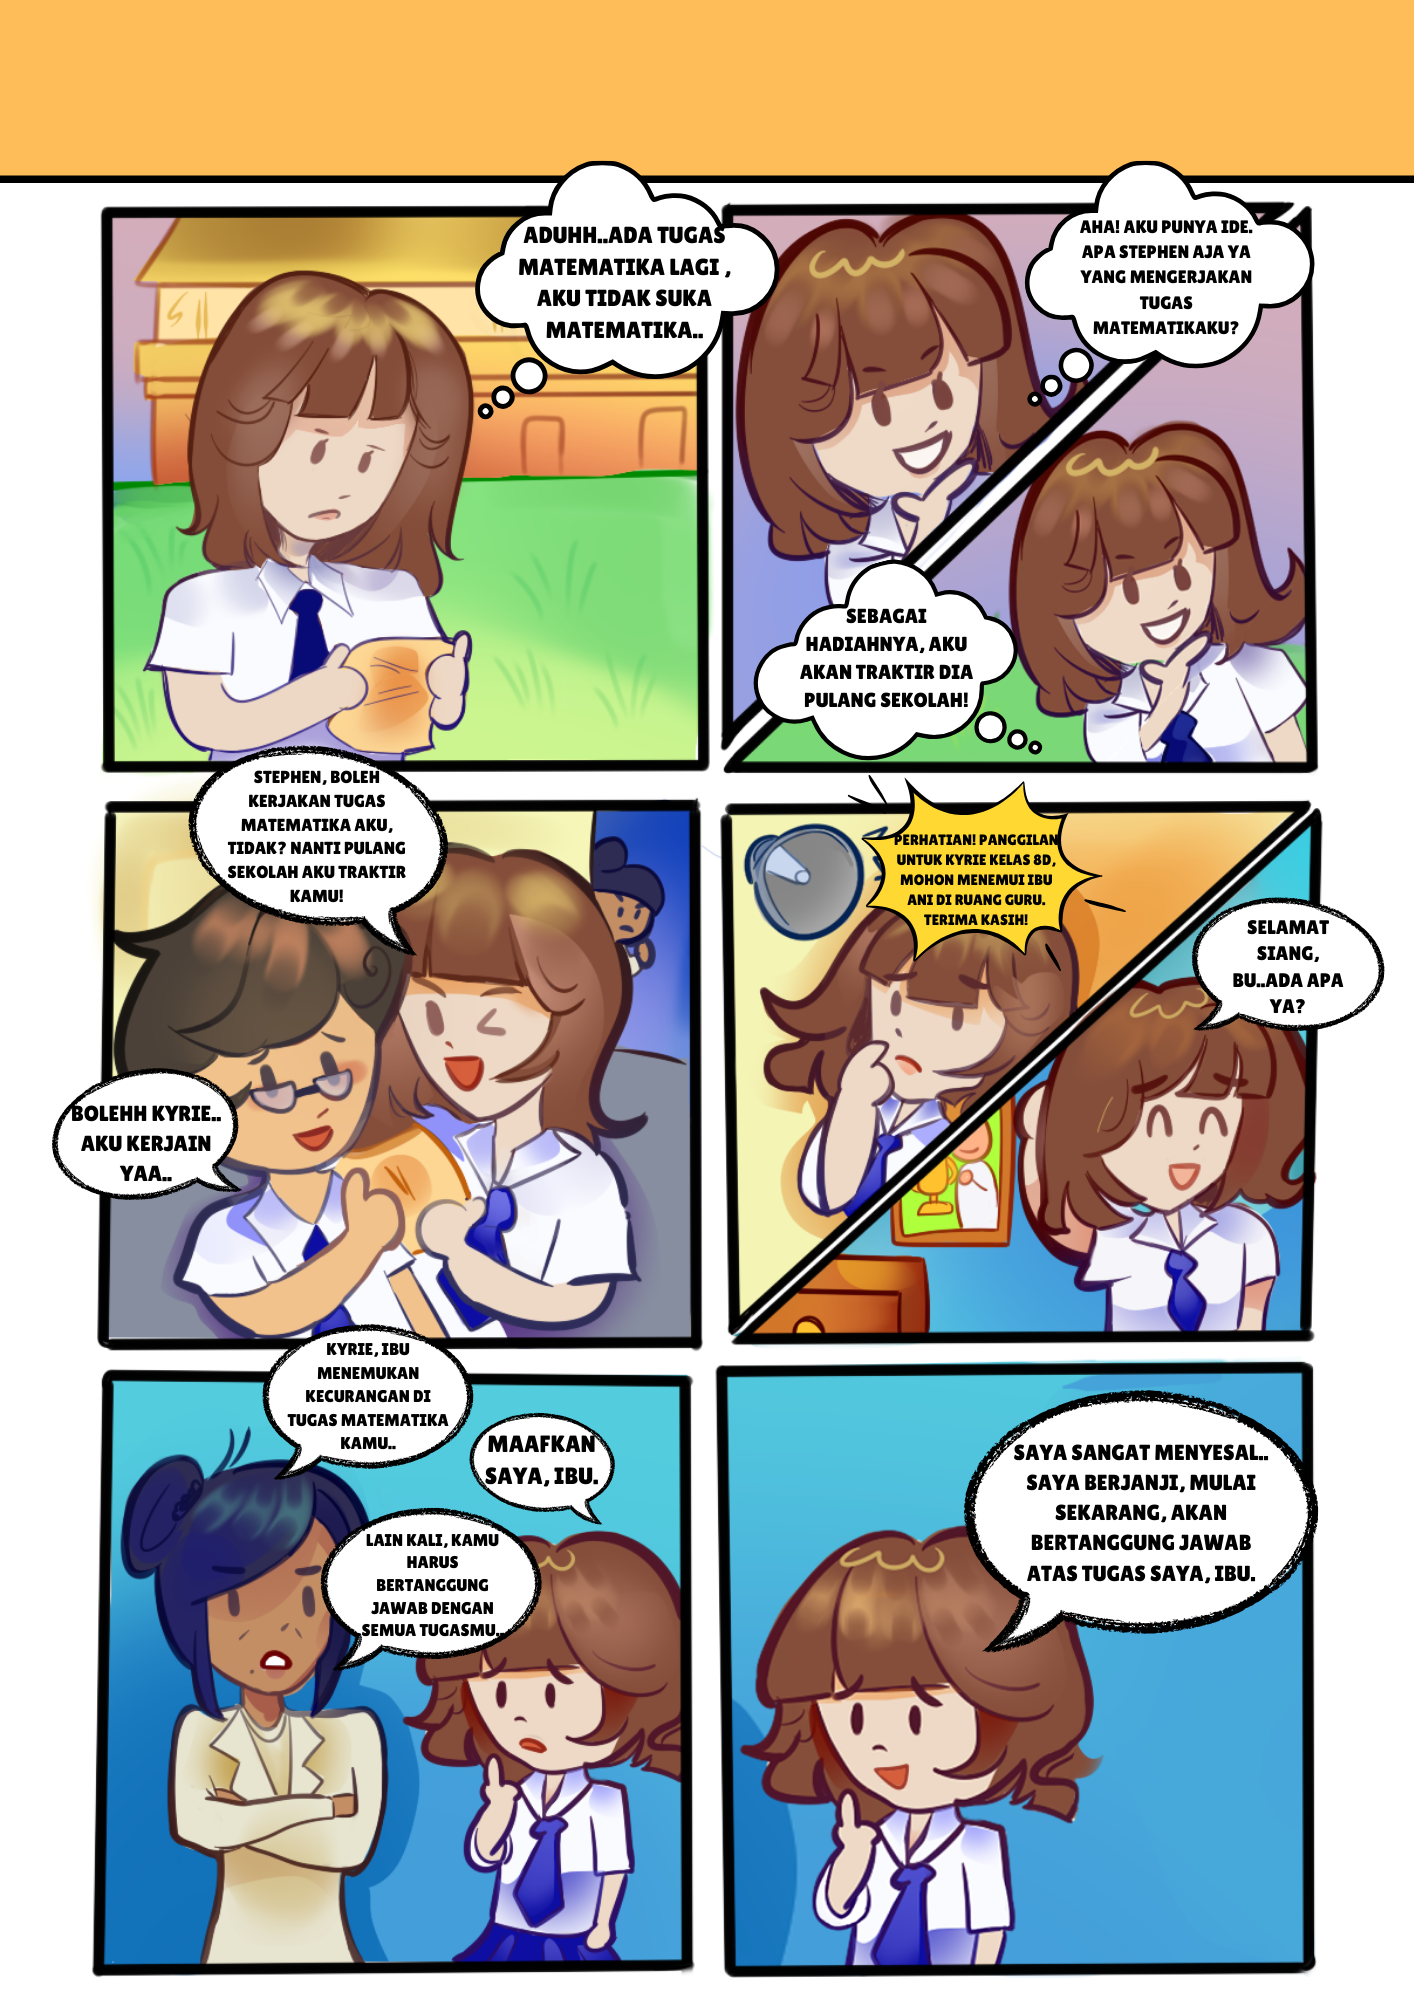 ADUHH..ADA TUGAS
MATEMATIKA LAGI ,
AKU TIDAK SUKA
MATEMATIKA..
AHA! AKU PUNYA IDE.
APA STEPHEN AJA YA
YANG MENGERJAKAN
TUGAS
MATEMATIKAKU?
SEBAGAI
HADIAHNYA, AKU
AKAN TRAKTIR DIA
PULANG SEKOLAH!
STEPHEN, BOLEH
KERJAKAN TUGAS
MATEMATIKA AKU,
TIDAK? NANTI PULANG
SEKOLAH AKU TRAKTIR
KAMU!
BOLEHH KYRIE..
AKU KERJAIN
YAA..
PERHATIAN! PANGGILAN
UNTUK KYRIE KELAS 8D,
MOHON MENEMUI IBU
ANI DI RUANG GURU.
TERIMA KASIH!
SELAMAT
SIANG,
BU..ADA APA
YA?
KYRIE, IBU
MENEMUKAN
KECURANGAN DI
TUGAS MATEMATIKA
KAMU..
MAAFKAN
SAYA, IBU.
LAIN KALI, KAMU
HARUS
BERTANGGUNG
JAWAB DENGAN
SEMUA TUGASMU..
SAYA SANGAT MENYESAL..
SAYA BERJANJI, MULAI
SEKARANG, AKAN
BERTANGGUNG JAWAB
ATAS TUGAS SAYA, IBU.